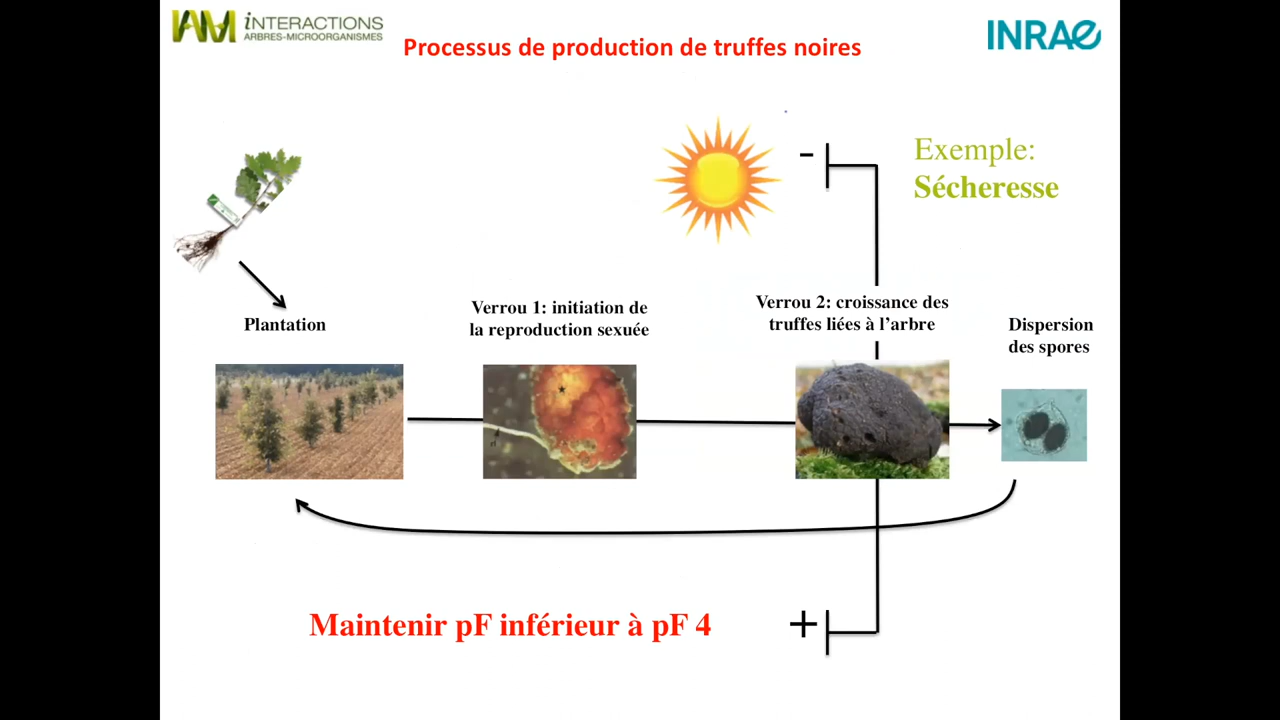 iNTERACTIONS
ARBRES-MICROORGANISMES
Processus de production de truffes noires
INRAE
Exemple:
Sécheresse
-
Plantation
Verrou 1: initiation de
la reproduction sexuée
Verrou 2: croissance des
truffes liées à l'arbre
Dispersion
des spores
Maintenir pF inférieur à pF 4
+